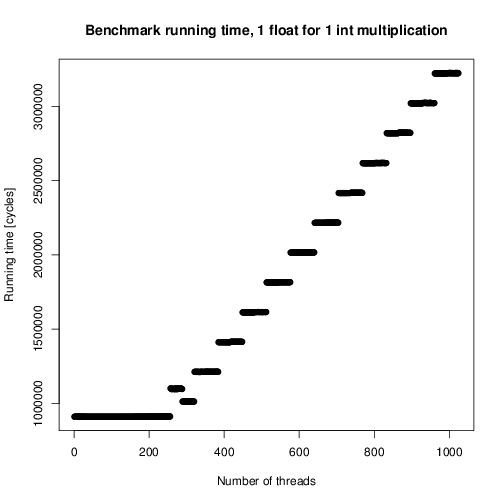 Benchmark running time, 1 float for 1 int multiplication
Running time [cycles]
3000000
2500000
2000000
1500000
1000000
0 200 400 600 800 1000
Number of threads